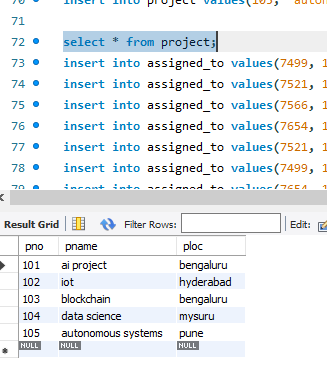 70 insert into project values(105, "auton
71
72 select * from project;
73 insert into assigned_to values(7499, 1
74 insert into assigned_to values(7521, 1
75 insert into assigned_to values(7566, 1
76 insert into assigned_to values(7654, 1
77 insert into assigned_to values(7521, 1
78 insert into assigned_to values(7499, 1
79 insert into assigned_to values(7654, 1
Result Grid Filter Rows: Edit:
pno pname ploc
101 ai project bengaluru
102 iot hyderabad
103 blockchain bengaluru
104 data science mysuru
105 autonomous systems pune
NULL NULL NULL